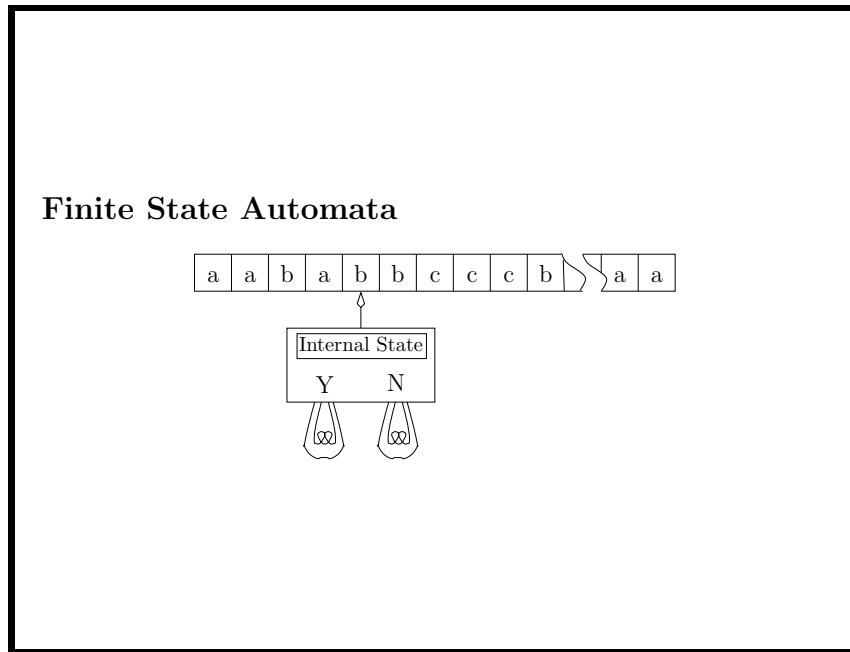 Finite State Automata
a a b a b b c c c b a a
Internal State
Y N